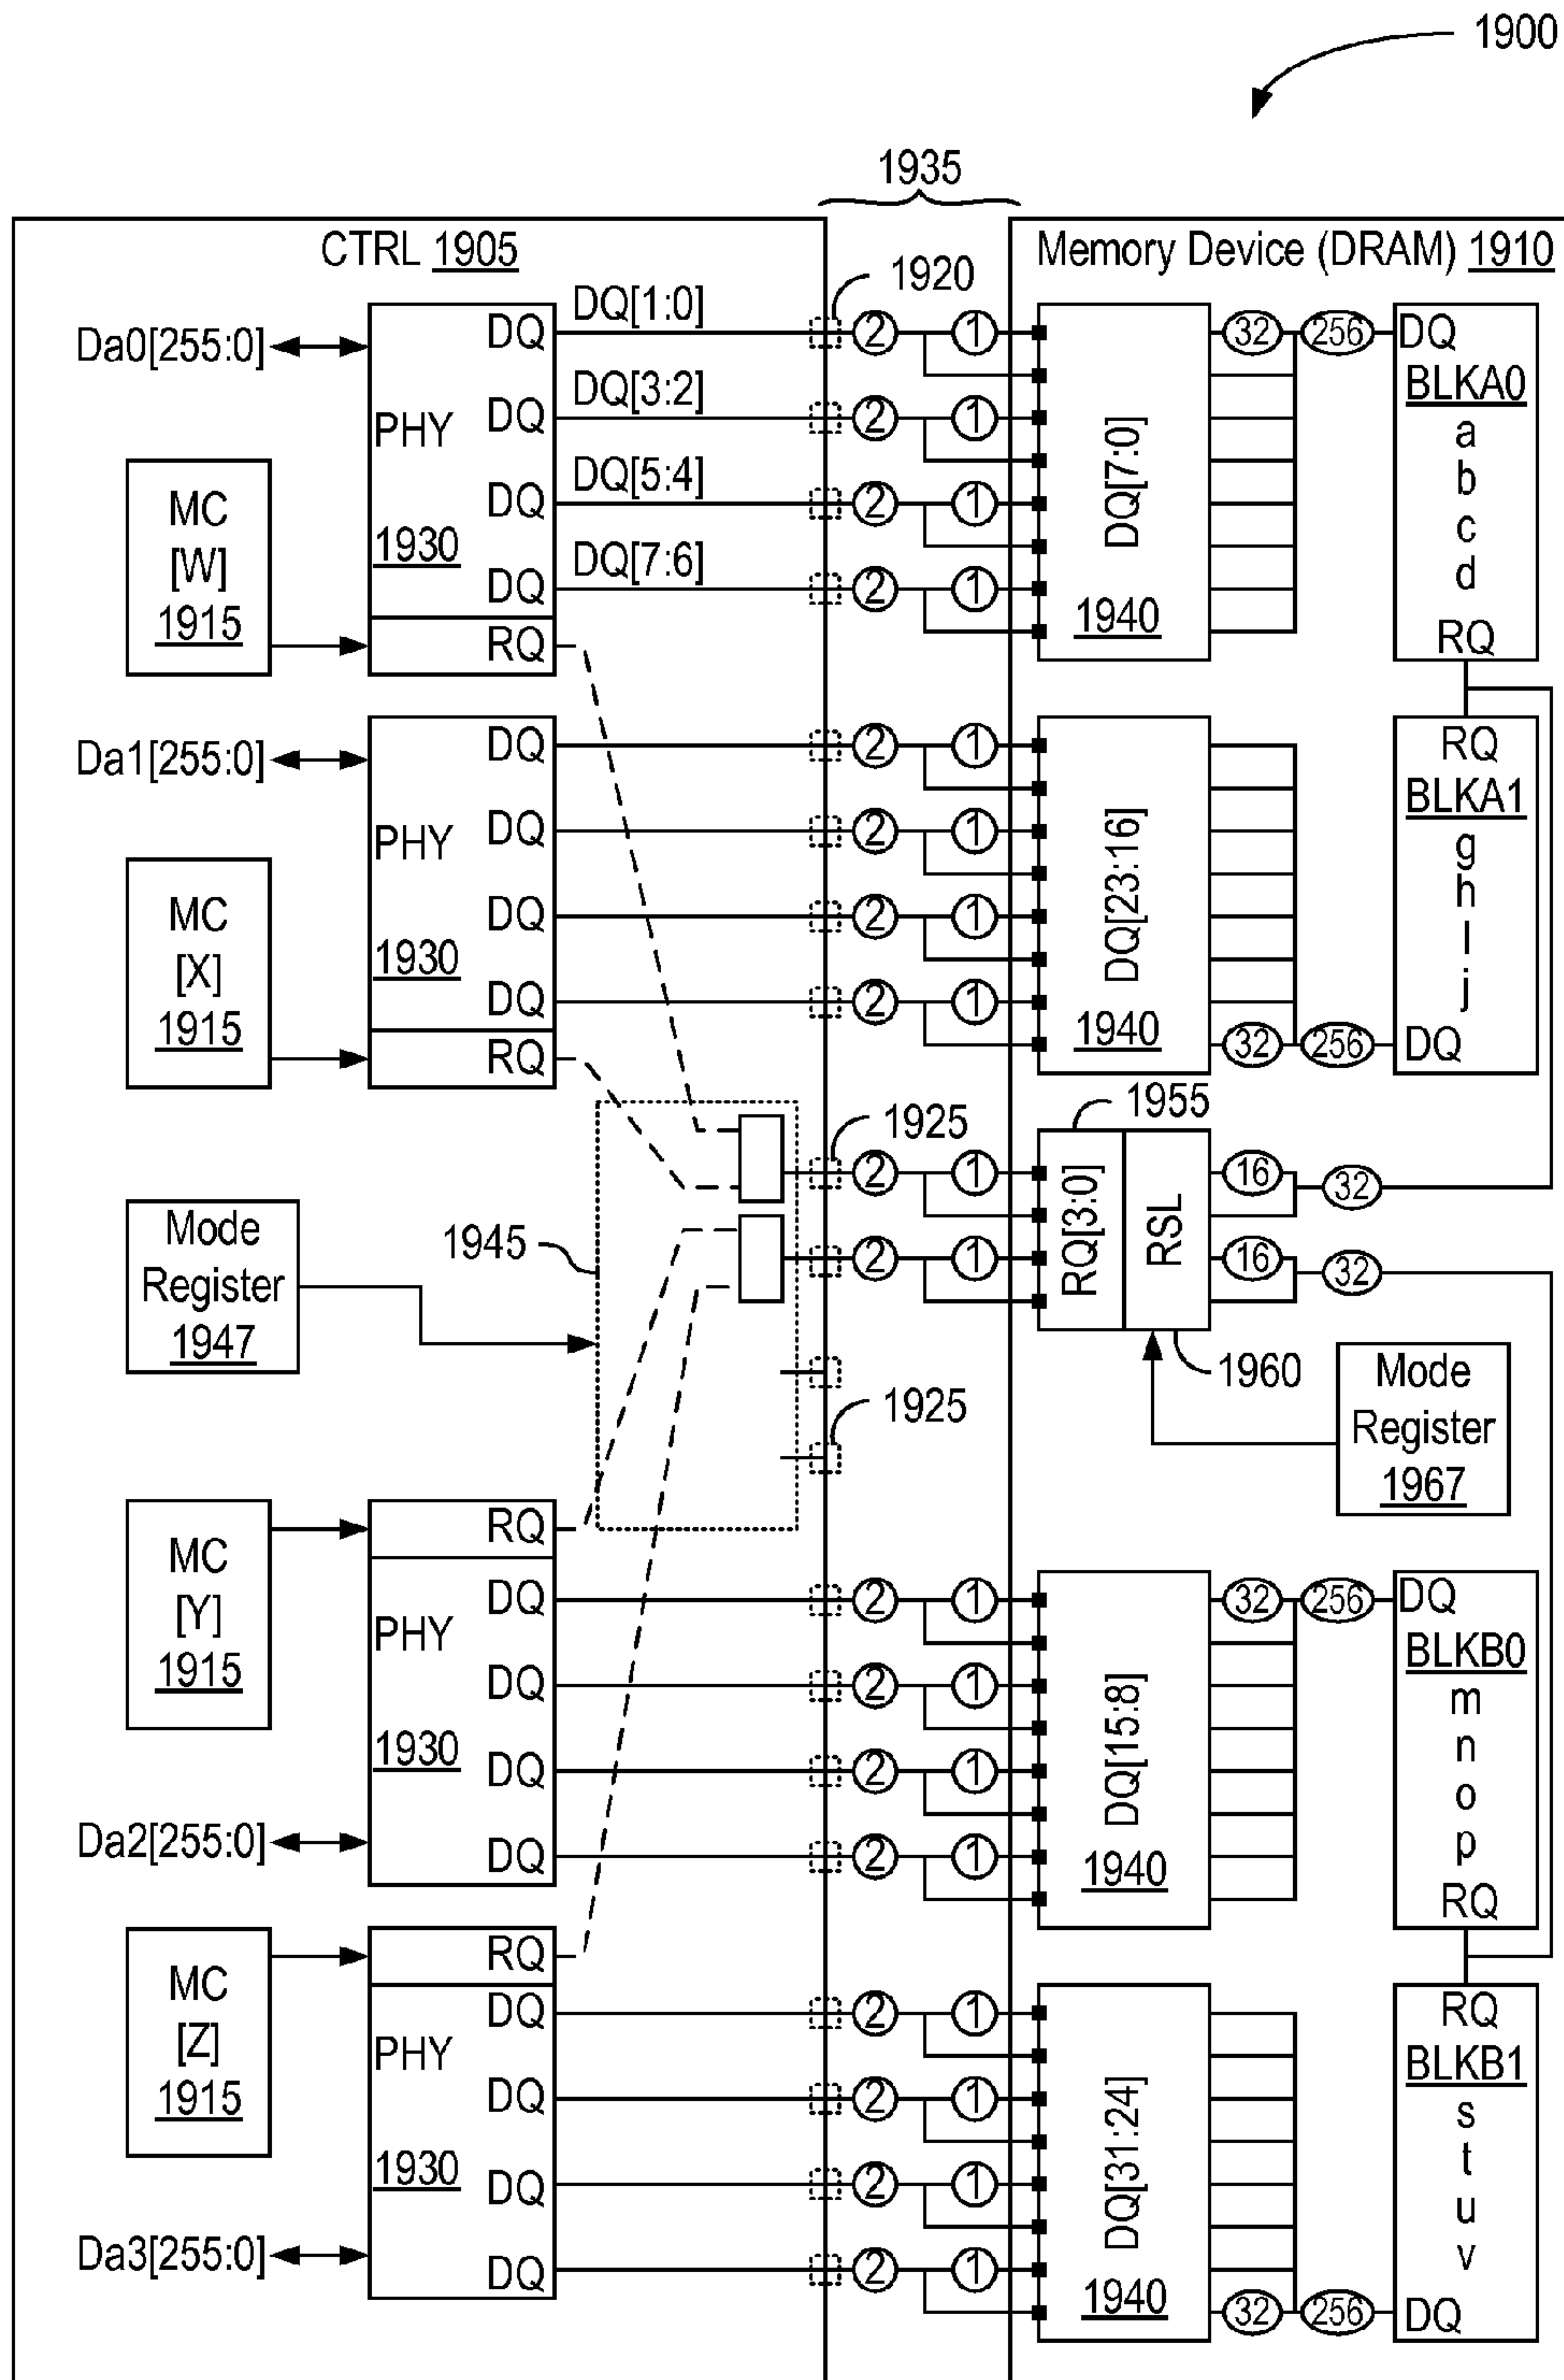 1900
1935
CTRL 1905
Memory Device (DRAM) 1910
1920
DQ[1:0]
Da0[255:0]
DQ
2
1
32
256
DQ
BLKA0
DQ[3:2]
DQ
2
1
a
PHY
b
DQ[7:0]
MC
[W]
1915
DQ[5:4]
DQ
2
1
c
1930
d
DQ[7:6]
DQ
2
1
1940
RQ
RQ
Da1[255:0]
DQ
2
1
RQ
BLKA1
PHY
DQ
2
1
g
h
DQ[23:16]
MC
[X]
1915
DQ
2
1
l
1930
j
DQ
2
1
1940
RQ
32
256
DQ
1955
1925
2
1
RQ[3:0]
RSL
16
32
Mode
Register
1947
1945
2
1
16
32
1960
1925
Mode
Register
1967
RQ
MC
[Y]
1915
DQ
2
1
32
256
DQ
PHY
BLKB0
DQ
2
1
m
DQ[15:8]
n
1930
DQ
2
1
o
Da2[255:0]
DQ
2
1
1940
p
RQ
RQ
MC
[Z]
1915
DQ
2
1
RQ
PHY
BLKB1
DQ
2
1
s
DQ[31:24]
t
1930
DQ
2
1
u
Da3[255:0]
DQ
2
1
v
1940
32
256
DQ